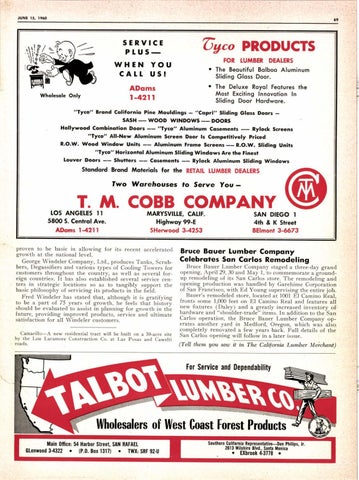 JUNE 15, 1960
69
SERVICE
PLUS—
WHEN YOU
CALL US!
Wholesale Only
ADams
1-4211
Tyco PRODUCTS
FOR LUMBER DEALERS
• The Beautiful Balboa Aluminum
Sliding Glass Door.
• The Deluxe Royal Features the
Most Exciting Innovation In
Sliding Door Hardware.
"Tyco" Brand California Pine Mouldings — "Capri" Sliding Glass Doors -
SASH — WOOD WINDOWS — DOORS
Hollywood Combination Doors — "Tyco" Aluminum Casements — Rylock Screens
"Tyco" All-New Aluminum Screen Door Is Competitively Priced
R.O.W. Wood Window Units — Aluminum Frame Screens — R.O.W. Sliding Units
"Tyco" Horizontal Aluminum Sliding Windows Are the Finest
Louver Doors — Shutters — Casements — Rylock Aluminum Sliding Windows
Standard Brand Materials for the RETAIL LUMBER DEALERS
Two Warehouses to Serve You —
T. M. COBB COMPANY
LOS ANGELES 11
5800 S. Central Ave.
ADams 1-4211
MARYSVILLE, CALIF.
Highway 99-E
SHerwood 3-4253
SAN DIEGO 1
4th & K Street
BElmont 3-6673
proven to be basic in allowing for its recent accelerated
growth at the national level.
George Windeler Company, Ltd., produces Tanks, Scrub-
bers, Degassifiers and various types of Cooling Towers for
customers throughout the country, as well as several for-
eign countries. It has also established several service cen-
ters in strategic locations so as to tangibly support the
basic philosophy of servicing its products in the field.
Fred Windeler has stated that, although it is gratifying
to be a part of 75 years of growth, he feels that history
should be evaluated to assist in planning for growth in the
future, providing improved products, service and ultimate
satisfaction for all customers.
Camarillo—A new residential tract will be built on a 30-acre site
by the Lou Lacamore Construction Co. at Las Posas and Casnthi
roads.
Bruce Bauer Lumber Company
Celebrates San Carlos Remodeling
Bruce Bauer Lumber Company staged a three-day grand
opening, April 29, 30 and May 1, to commemorate a ground-
up remodeling of its San Carlos store. The remodeling and
opening production was handled by Garehime Corporation
of San Francisco, with Ed Young supervising the entire job.
Bauer's remodeled store, located at 1001 El Camino Real,
fronts some 1,000 feet on El Camino Real and features all
new fixtures (Daley) and a greatly increased inventory of
hardware and "shoulder-trade" items. In addition to the San
Carlos operation, the Bruce Bauer Lumber Company op-
erates another yard in Medford, Oregon, which was also
completely renovated a few years back. Full details of the
San Carlos opening will follow in a later issue.
(Tell them you saw it in The California Lumber Merchant)
For Service and Dependability
TALBOT LUMBER CO
Wholesalers of West Coast Forest Products
Main Office: 54 Harbor Street, SAN RAFAEL
GLenwood 3-4322 • (P.O. Box 1317) • TWX: SRF 92-U
Southern California Representative—Don Philips, Jr.
2613 Wilshire Blvd., Santa Monica
• EXbrook 4-3778 •